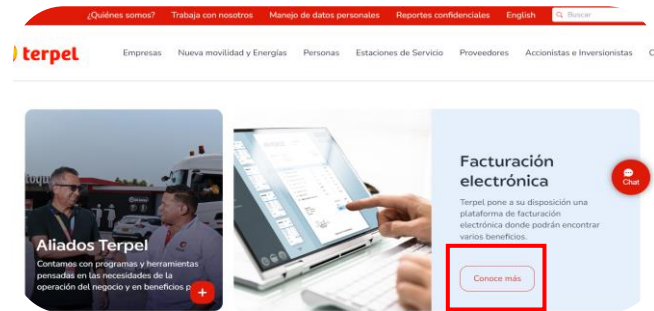 ¿Quiénes somos? Trabaja con nosotros Manejo de datos personales Reportes confidenciales English Buscar
terpel Empresas Nueva movilidad y Energías Personas Estaciones de Servicio Proveedores Accionistas e Inversionistas
Aliados Terpel
Contamos con programas y herramientas
pensadas en las necesidades de la
operación del negocio y en beneficios p
+
Facturación
electrónica
Terpel pone a su disposición una
plataforma de facturación
electrónica donde podrán encontrar
varios beneficios.
Conoce más
Chat